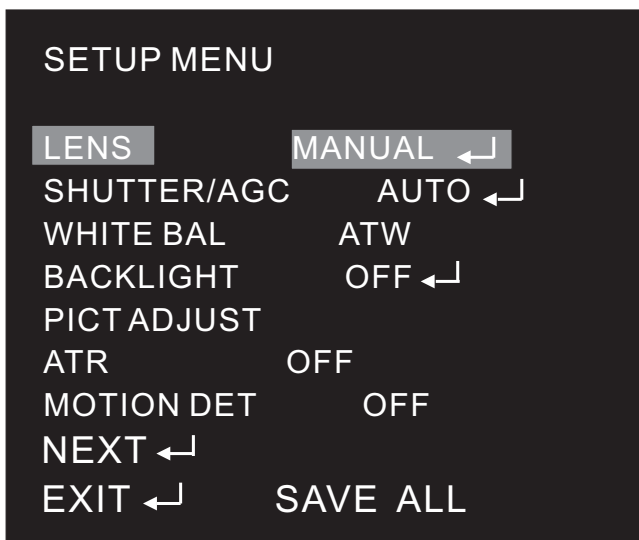 SETUP MENU
LENS MANUAL ↵
SHUTTER/AGC AUTO ↵
WHITE BAL ATW
BACKLIGHT OFF ↵
PICT ADJUST
ATR OFF
MOTION DET OFF
NEXT ↵
EXIT ↵ SAVE ALL